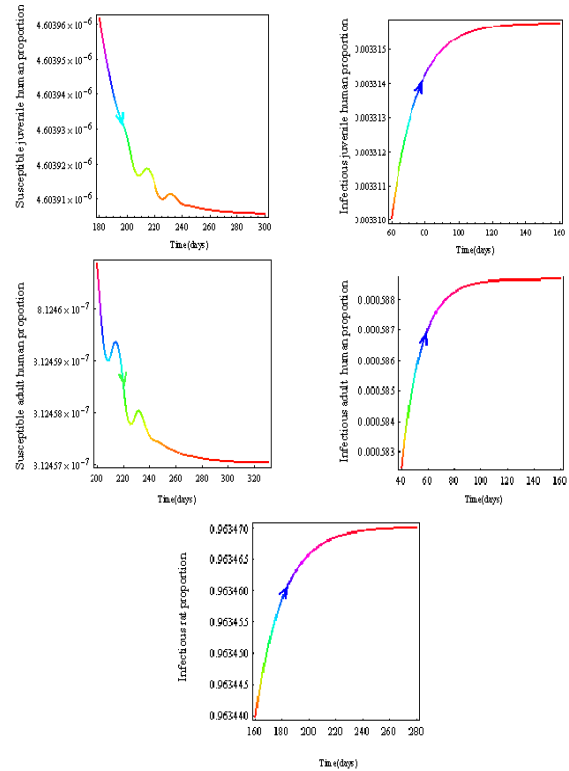 Susceptible juvenile human proportion
4.60396 × 10⁻⁶
4.60395 × 10⁻⁶
4.60394 × 10⁻⁶
4.60393 × 10⁻⁶
4.60392 × 10⁻⁶
4.60391 × 10⁻⁶
180 200 220 240 260 280 300
Time(days)
Infectious juvenile human proportion
0.003315
0.003314
0.003313
0.003312
0.003311
0.003310
60 80 100 120 140 160
Time(days)
Susceptible adult human proportion
8.1246 × 10⁻⁷
8.12459 × 10⁻⁷
8.12458 × 10⁻⁷
8.12457 × 10⁻⁷
200 220 240 260 280 300 320
Time(days)
Infectious adult human proportion
0.000588
0.000587
0.000586
0.000585
0.000584
0.000583
40 60 80 100 120 140 160
Time(days)
Infectious rat proportion
0.963470
0.963465
0.963460
0.963455
0.963450
0.963445
0.963440
160 180 200 220 240 260 280
Time(days)